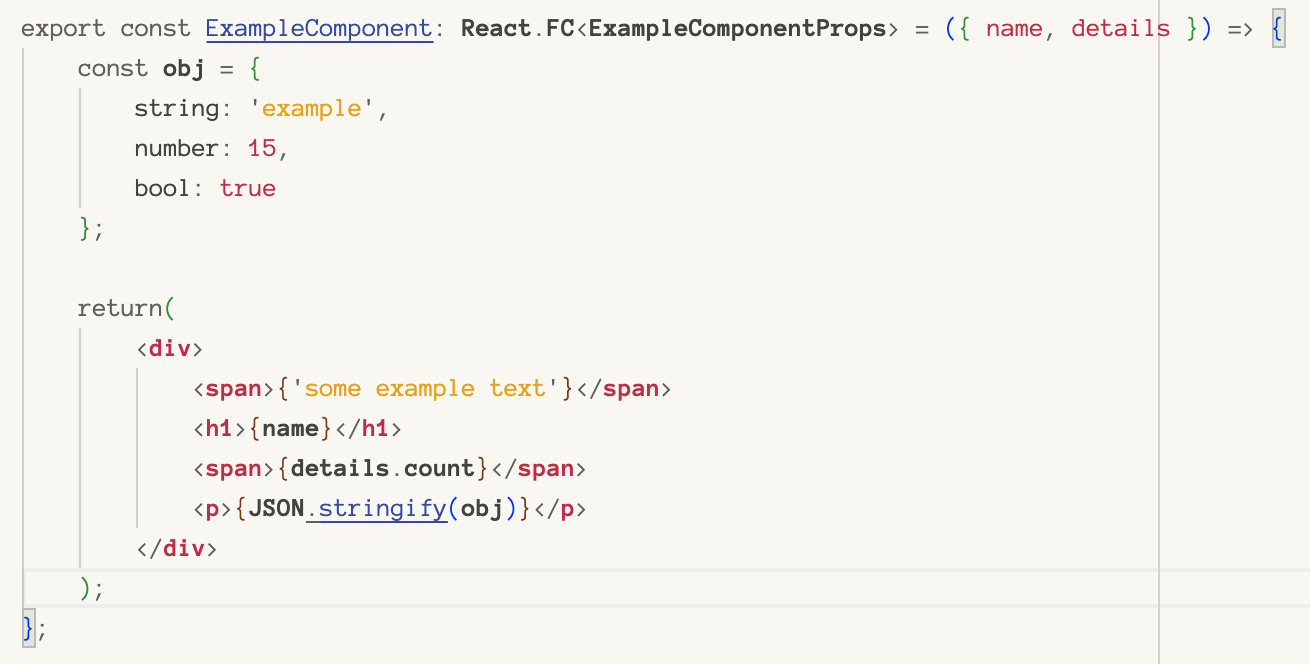 export const ExampleComponent: React.FC<ExampleComponentProps> = ({ name, details }) => {
    const obj = {
        string: 'example',
        number: 15,
        bool: true
    };

    return(
        <div>
            <span>{'some example text'}</span>
            <h1>{name}</h1>
            <span>{details.count}</span>
            <p>{JSON.stringify(obj)}</p>
        </div>
    );
};